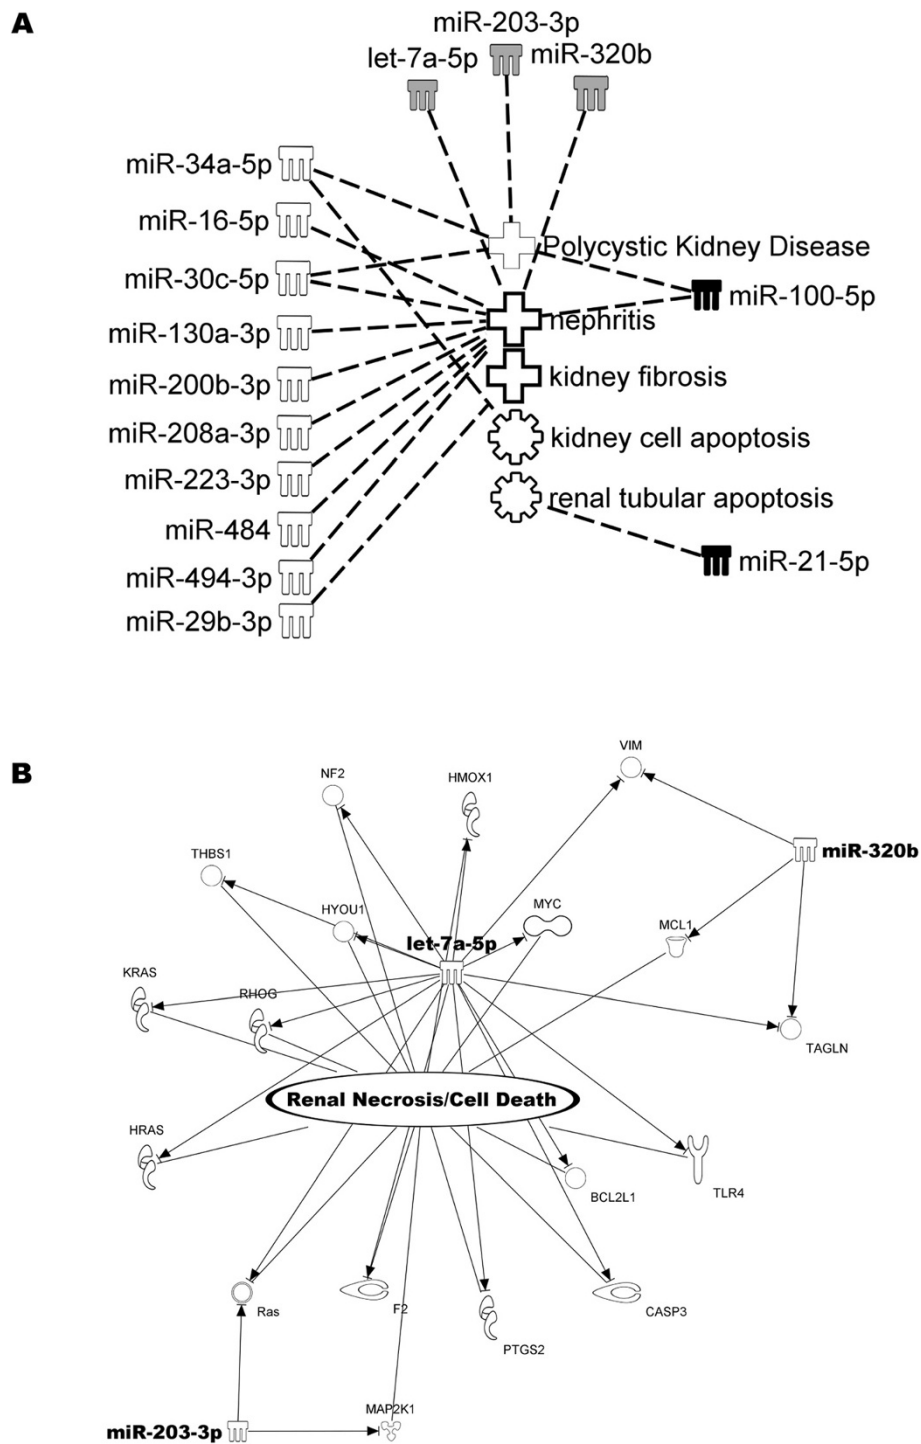 A
miR-203-3p
let-7a-5p
miR-320b
miR-34a-5p
miR-16-5p
miR-30c-5p
miR-130a-3p
miR-200b-3p
miR-208a-3p
miR-223-3p
miR-484
miR-494-3p
miR-29b-3p
Polycystic Kidney Disease
miR-100-5p
nephritis
kidney fibrosis
kidney cell apoptosis
renal tubular apoptosis
miR-21-5p
B
VIM
NF2
HMOX1
miR-320b
THBS1
HYOU1
MYC
MCL1
let-7a-5p
KRAS
RHOG
TAGLN
Renal Necrosis/Cell Death
HRAS
BCL2L1
TLR4
Ras
F2
CASP3
PTGS2
MAP2K1
miR-203-3p